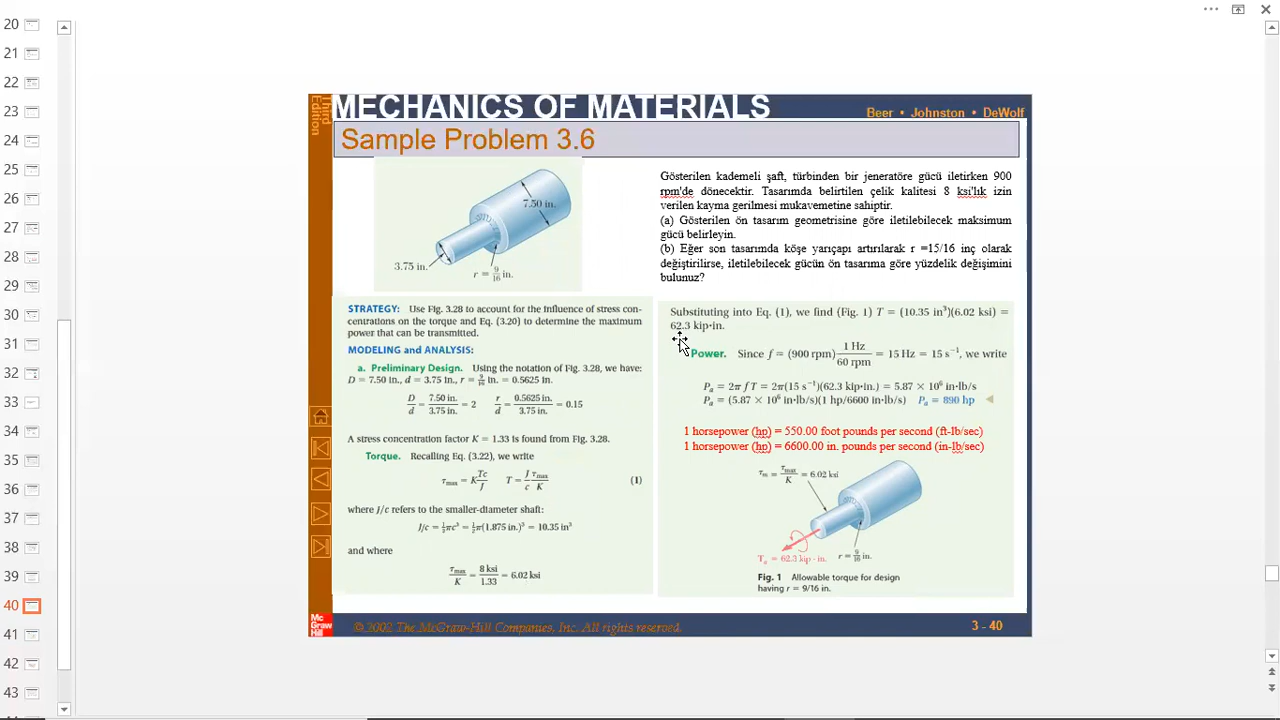 20
21
22
23
24
25
26
27
28
29
30
31
32
33
34
35
36
37
38
39
40
41
42
43
Third
Edition
MECHANICS OF MATERIALS
Beer • Johnston • DeWolf
Sample Problem 3.6
7.50 in.
3.75 in.
r = 9/16 in.
Gösterilen kademeli şaft, türbinden bir jeneratöre gücü iletirken 900
rpm'de dönecektir. Tasarımda belirtilen çelik kalitesi 8 ksi'lık izin
verilen kayma gerilmesi mukavemetine sahiptir.
(a) Gösterilen ön tasarım geometrisine göre iletilebilecek maksimum
gücü belirleyin.
(b) Eğer son tasarımda köşe yarıçapı artırılarak r =15/16 inç olarak
değiştirilirse, iletilebilecek gücün ön tasarıma göre yüzdelik değişimini
bulunuz?
STRATEGY: Use Fig. 3.28 to account for the influence of stress con-
centrations on the torque and Eq. (3.20) to determine the maximum
power that can be transmitted.
MODELING and ANALYSIS:
a. Preliminary Design. Using the notation of Fig. 3.28, we have:
D = 7.50 in., d = 3.75 in., r = 9/16 in. = 0.5625 in.
D/d = 7.50 in./3.75 in. = 2 r/d = 0.5625 in./3.75 in. = 0.15
A stress concentration factor K = 1.33 is found from Fig. 3.28.
Torque. Recalling Eq. (3.22), we write
τmax = K Tc/J T = J/c τmax/K (1)
where J/c refers to the smaller-diameter shaft:
J/c = ½πc³ = ½π(1.875 in.)³ = 10.35 in³
and where
τmax/K = 8 ksi/1.33 = 6.02 ksi
Substituting into Eq. (1), we find (Fig. 1) T = (10.35 in³)(6.02 ksi) =
62.3 kip·in.
Power. Since f = (900 rpm) 1 Hz/60 rpm = 15 Hz = 15 s⁻¹, we write
Pa = 2π f T = 2π(15 s⁻¹)(62.3 kip·in.) = 5.87 × 10⁶ in·lb/s
Pa = (5.87 × 10⁶ in·lb/s)(1 hp/6600 in·lb/s) Pa = 890 hp
1 horsepower (hp) = 550.00 foot pounds per second (ft-lb/sec)
1 horsepower (hp) = 6600.00 in. pounds per second (in-lb/sec)
τm = τmax/K = 6.02 ksi
Ta = 62.3 kip · in.
r = 9/16 in.
Fig. 1 Allowable torque for design
having r = 9/16 in.
Mc
Graw
Hill
© 2002 The McGraw-Hill Companies, Inc. All rights reserved.
3 - 40